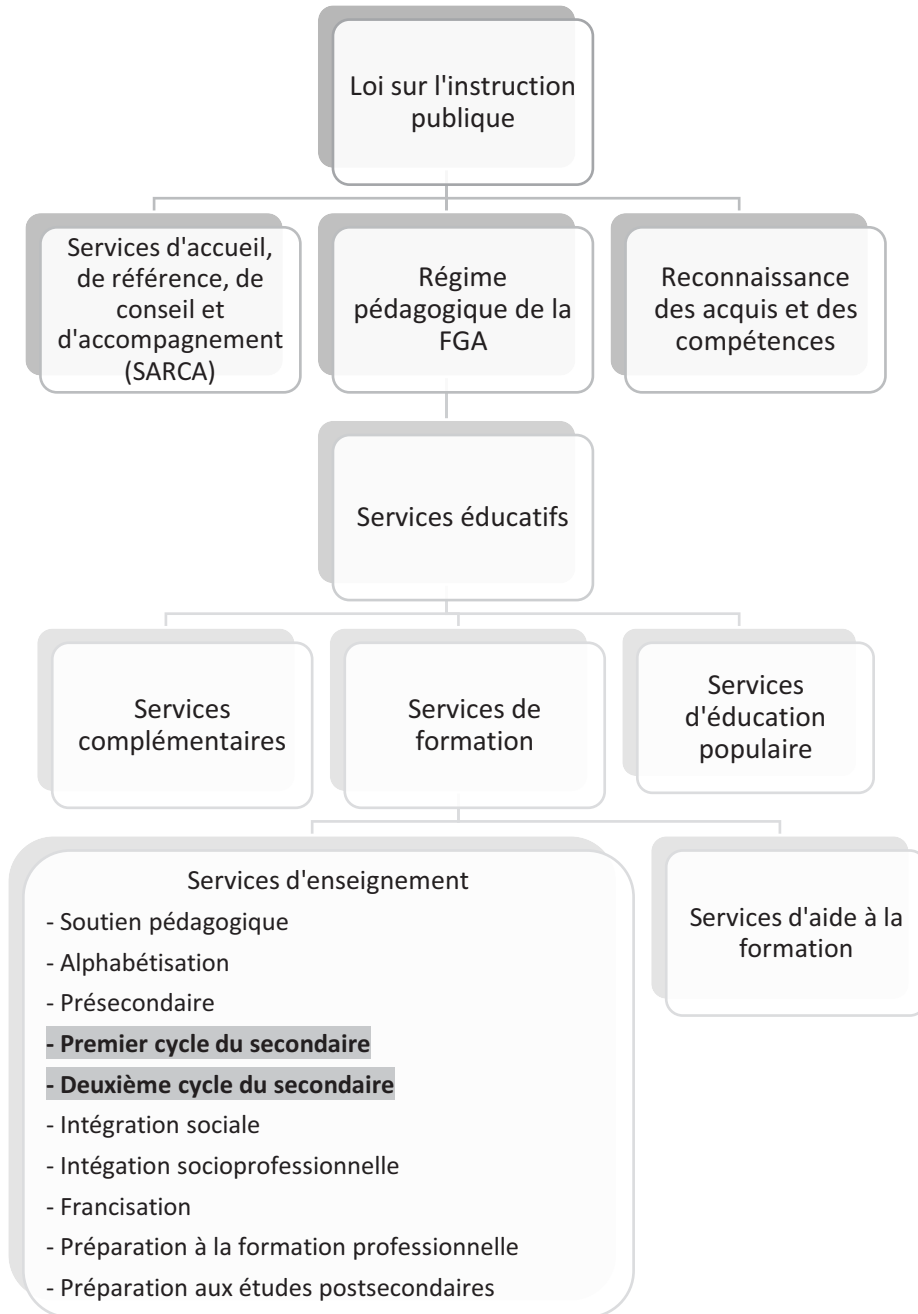 Loi sur l'instruction
publique
Services d'accueil,
de référence, de
conseil et
d'accompagnement
(SARCA)
Régime
pédagogique de la
FGA
Reconnaissance
des acquis et des
compétences
Services éducatifs
Services
complémentaires
Services de
formation
Services
d'éducation
populaire
Services d'enseignement
- Soutien pédagogique
- Alphabétisation
- Présecondaire
- Premier cycle du secondaire
- Deuxième cycle du secondaire
- Intégration sociale
- Intégation socioprofessionnelle
- Francisation
- Préparation à la formation professionnelle
- Préparation aux études postsecondaires
Services d'aide à la
formation